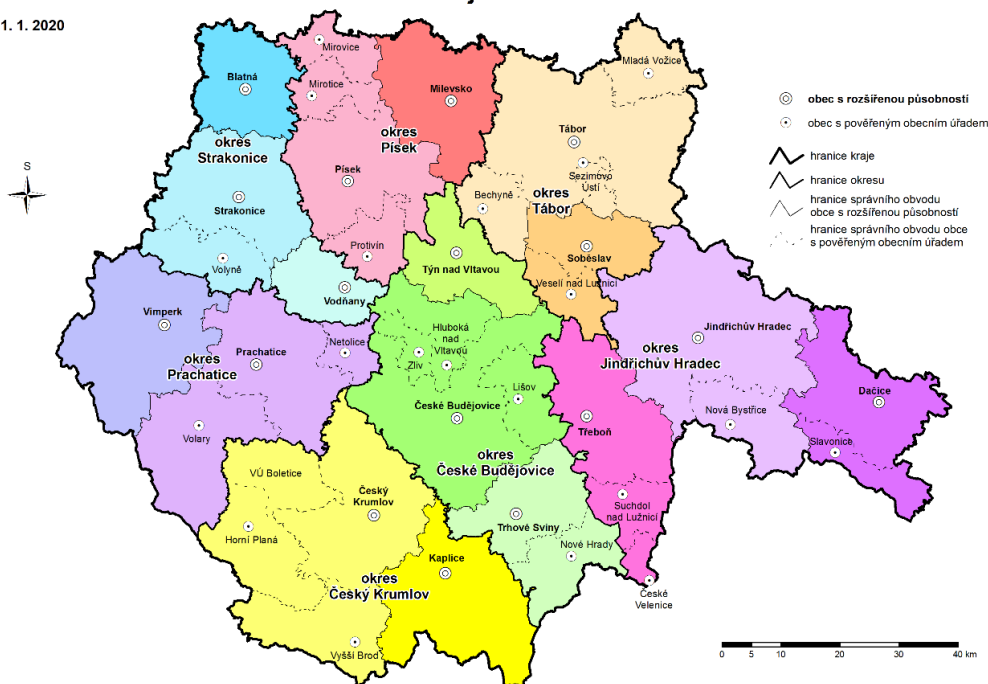 1. 1. 2020
S
Mirovice
Mladá Vožice
Blatná
Mirotice
Milevsko
obec s rozšířenou působností
obec s pověřeným obecním úřadem
hranice kraje
hranice okresu
hranice správního obvodu
obce s rozšířenou působností
hranice správního obvodu obce
s pověřeným obecním úřadem
okres
Strakonice
okres
Písek
Tábor
Písek
Sezimovo
Ústí
Strakonice
Bechyně
okres
Tábor
Protivín
Volyně
Týn nad Vltavou
Soběslav
Veselí nad Lužnicí
Vodňany
Vimperk
Hluboká
nad
Vltavou
Zliv
Jindřichův Hradec
okres
Jindřichův Hradec
Netolice
Prachatice
okres
Prachatice
Lišov
České Budějovice
Dačice
Třeboň
Nová Bystřice
Slavonice
Volary
okres
České Budějovice
VÚ Boletice
Český
Krumlov
Suchdol
nad Lužnicí
Trhové Sviny
Horní Planá
Nové Hrady
Kaplice
okres
Český Krumlov
České
Velenice
Vyšší Brod
0 5 10 20 30 40 km